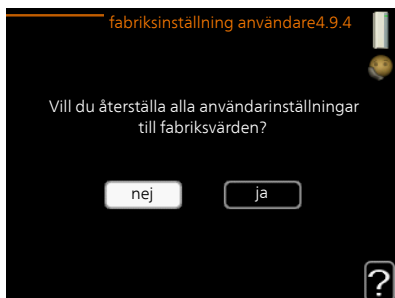 fabriksinställning användare4.9.4
Vill du återställa alla användarinställningar
till fabriksvärden?
nej ja
?